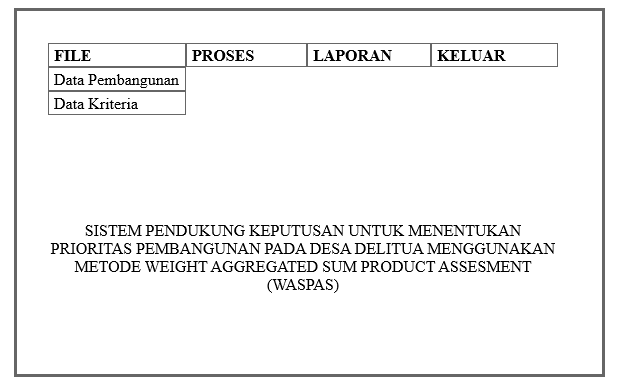 FILE PROSES LAPORAN KELUAR
Data Pembangunan
Data Kriteria
SISTEM PENDUKUNG KEPUTUSAN UNTUK MENENTUKAN
PRIORITAS PEMBANGUNAN PADA DESA DELITUA MENGGUNAKAN
METODE WEIGHT AGGREGATED SUM PRODUCT ASSESMENT
(WASPAS)